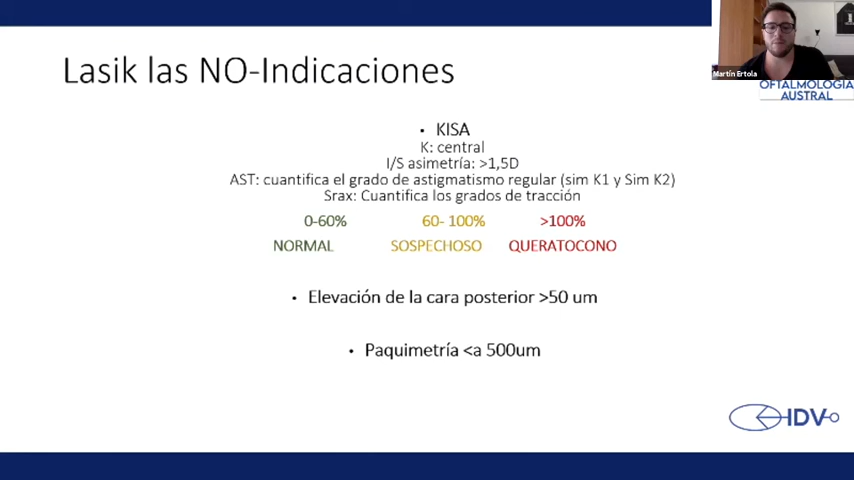 Lasik las NO-Indicaciones
Martín Ertola
OFTALMOLOGIA
AUSTRAL
• KISA
K: central
I/S asimetría: >1,5D
AST: cuantifica el grado de astigmatismo regular (sim K1 y Sim K2)
Srax: Cuantifica los grados de tracción
0-60% 60- 100% >100%
NORMAL SOSPECHOSO QUERATOCONO
• Elevación de la cara posterior >50 um
• Paquimetría <a 500um
IDV